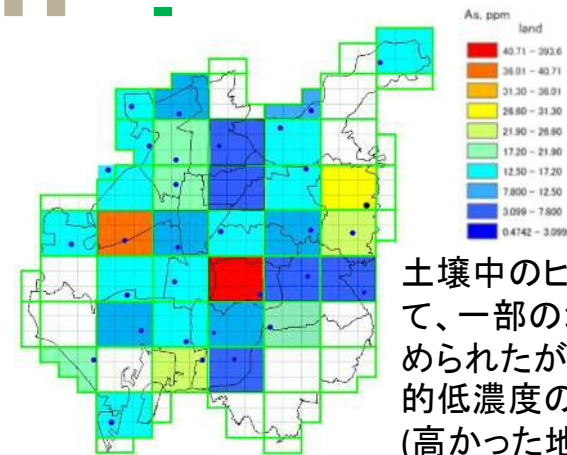 As, ppm
land
40.71 - 393.6
36.01 - 40.71
31.30 - 36.01
26.60 - 31.30
21.90 - 26.60
17.20 - 21.90
12.50 - 17.20
7.800 - 12.50
3.099 - 7.800
0.4742 - 3.099
土壌中のヒ
て、一部の
められたが
的低濃度の
(高かった地